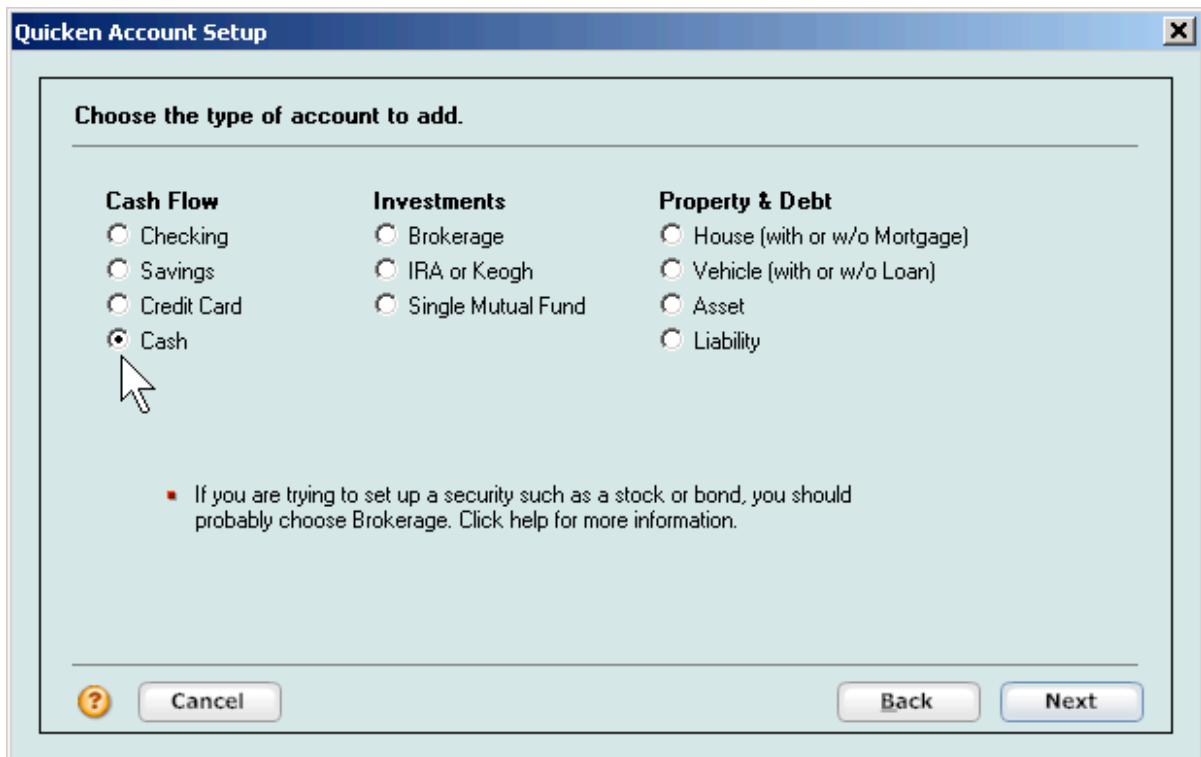 Quicken Account Setup
Choose the type of account to add.
Cash Flow
Checking
Savings
Credit Card
Cash
Investments
Brokerage
IRA or Keogh
Single Mutual Fund
Property & Debt
House (with or w/o Mortgage)
Vehicle (with or w/o Loan)
Asset
Liability
If you are trying to set up a security such as a stock or bond, you should
probably choose Brokerage. Click help for more information.
?
Cancel
Back
Next